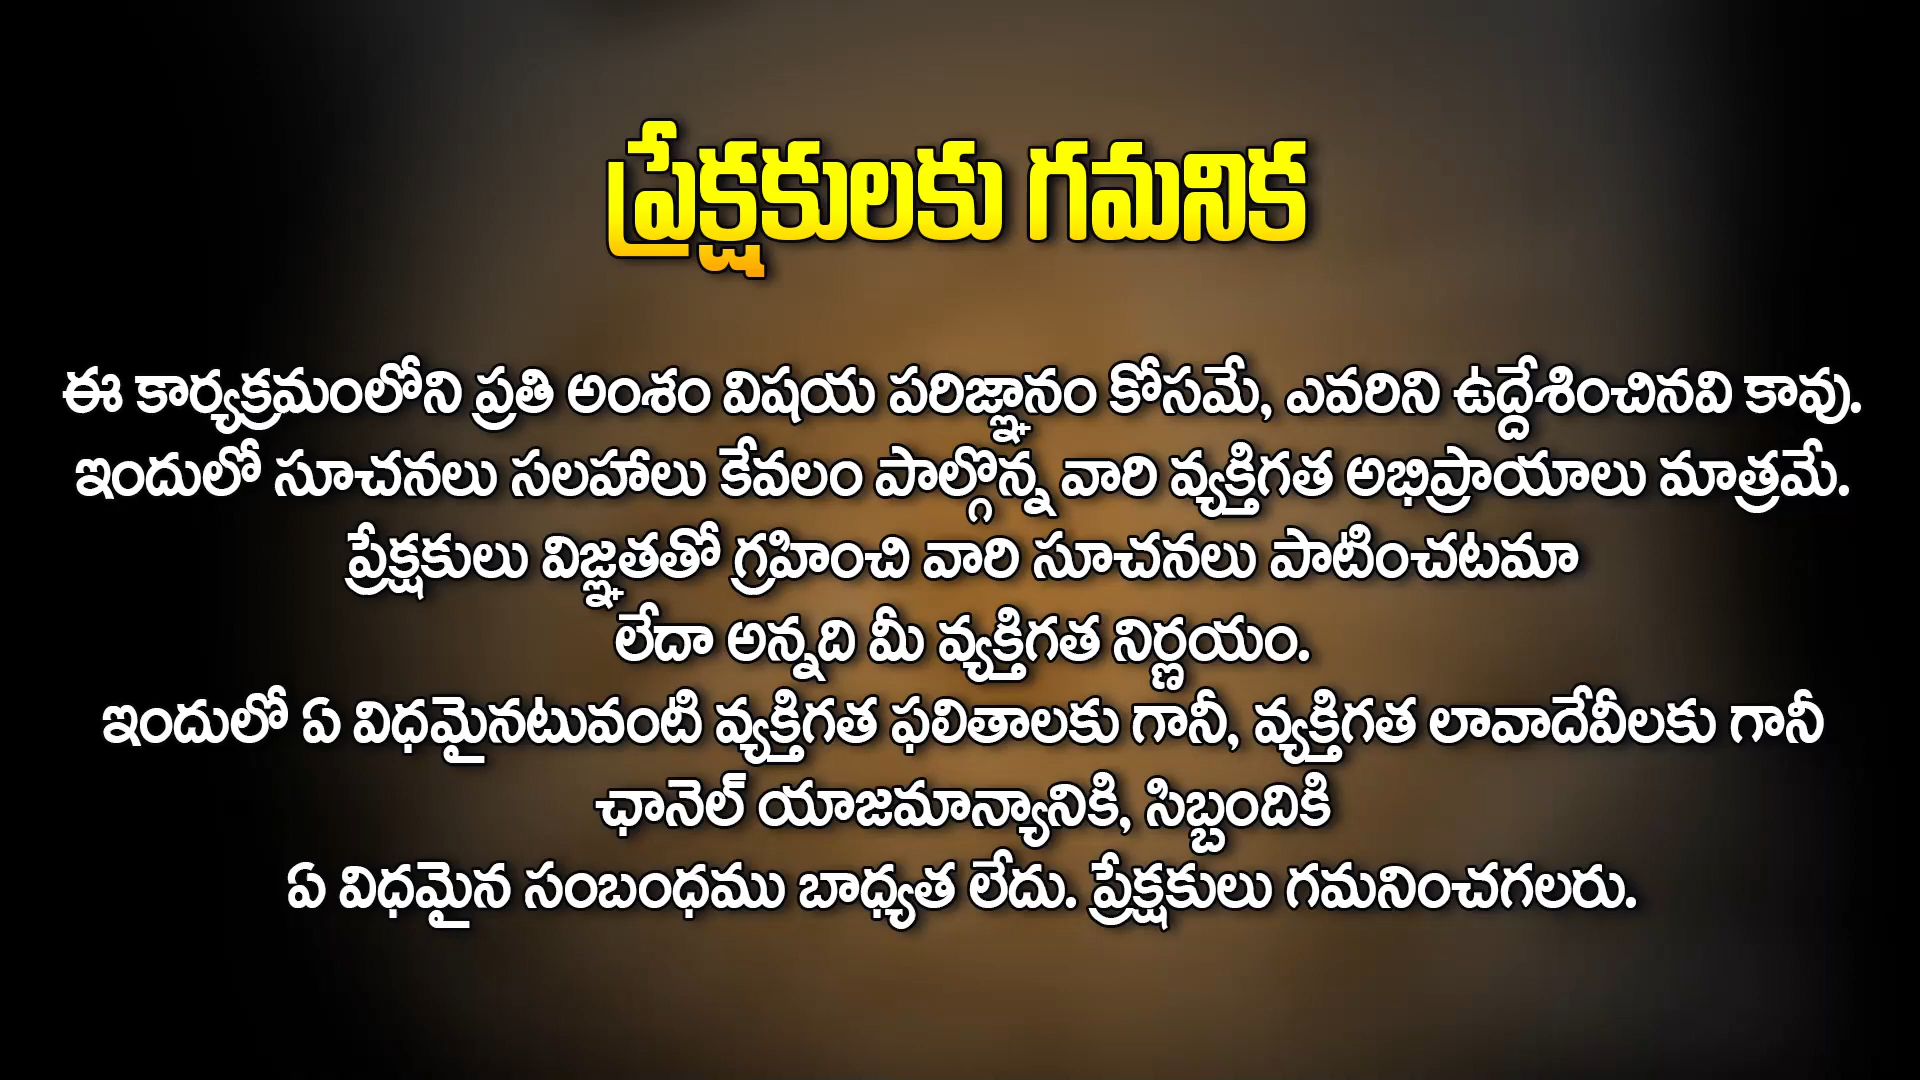 ప్రేక్షకులకు గమనిక
ఈ కార్యక్రమంలోని ప్రతి అంశం విషయ పరిజ్ఞానం కోసమే, ఎవరిని ఉద్దేశించినవి కావు.
ఇందులో సూచనలు సలహాలు కేవలం పాల్గొన్న వారి వ్యక్తిగత అభిప్రాయాలు మాత్రమే.
ప్రేక్షకులు విజ్ఞతతో గ్రహించి వారి సూచనలు పాటించటమా
లేదా అన్నది మీ వ్యక్తిగత నిర్ణయం.
ఇందులో ఏ విధమైనటువంటి వ్యక్తిగత ఫలితాలకు గానీ, వ్యక్తిగత లావాదేవీలకు గానీ
ఛానెల్ యాజమాన్యానికి, సిబ్బందికి
ఏ విధమైన సంబంధము బాధ్యత లేదు. ప్రేక్షకులు గమనించగలరు.